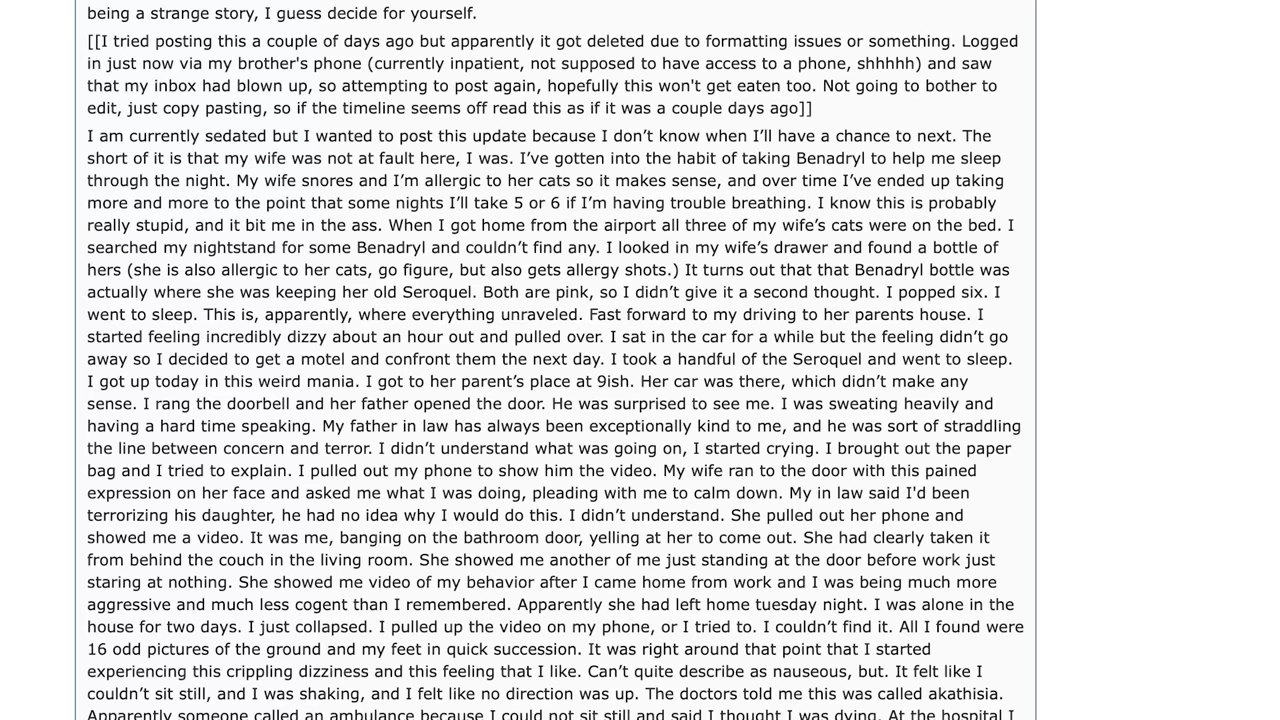 being a strange story, I guess decide for yourself.
[[I tried posting this a couple of days ago but apparently it got deleted due to formatting issues or something. Logged
in just now via my brother's phone (currently inpatient, not supposed to have access to a phone, shhhhh) and saw
that my inbox had blown up, so attempting to post again, hopefully this won't get eaten too. Not going to bother to
edit, just copy pasting, so if the timeline seems off read this as if it was a couple days ago]]
I am currently sedated but I wanted to post this update because I don’t know when I’ll have a chance to next. The
short of it is that my wife was not at fault here, I was. I’ve gotten into the habit of taking Benadryl to help me sleep
through the night. My wife snores and I’m allergic to her cats so it makes sense, and over time I’ve ended up taking
more and more to the point that some nights I’ll take 5 or 6 if I’m having trouble breathing. I know this is probably
really stupid, and it bit me in the ass. When I got home from the airport all three of my wife’s cats were on the bed. I
searched my nightstand for some Benadryl and couldn’t find any. I looked in my wife’s drawer and found a bottle of
hers (she is also allergic to her cats, go figure, but also gets allergy shots.) It turns out that that Benadryl bottle was
actually where she was keeping her old Seroquel. Both are pink, so I didn’t give it a second thought. I popped six. I
went to sleep. This is, apparently, where everything unraveled. Fast forward to my driving to her parents house. I
started feeling incredibly dizzy about an hour out and pulled over. I sat in the car for a while but the feeling didn’t go
away so I decided to get a motel and confront them the next day. I took a handful of the Seroquel and went to sleep.
I got up today in this weird mania. I got to her parent’s place at 9ish. Her car was there, which didn’t make any
sense. I rang the doorbell and her father opened the door. He was surprised to see me. I was sweating heavily and
having a hard time speaking. My father in law has always been exceptionally kind to me, and he was sort of straddling
the line between concern and terror. I didn’t understand what was going on, I started crying. I brought out the paper
bag and I tried to explain. I pulled out my phone to show him the video. My wife ran to the door with this pained
expression on her face and asked me what I was doing, pleading with me to calm down. My in law said I'd been
terrorizing his daughter, he had no idea why I would do this. I didn’t understand. She pulled out her phone and
showed me a video. It was me, banging on the bathroom door, yelling at her to come out. She had clearly taken it
from behind the couch in the living room. She showed me another of me just standing at the door before work just
staring at nothing. She showed me video of my behavior after I came home from work and I was being much more
aggressive and much less cogent than I remembered. Apparently she had left home tuesday night. I was alone in the
house for two days. I just collapsed. I pulled up the video on my phone, or I tried to. I couldn’t find it. All I found were
16 odd pictures of the ground and my feet in quick succession. It was right around that point that I started
experiencing this crippling dizziness and this feeling that I like. Can’t quite describe as nauseous, but. It felt like I
couldn’t sit still, and I was shaking, and I felt like no direction was up. The doctors told me this was called akathisia.
Apparently someone called an ambulance because I could not sit still and said I thought I was dying. At the hospital I